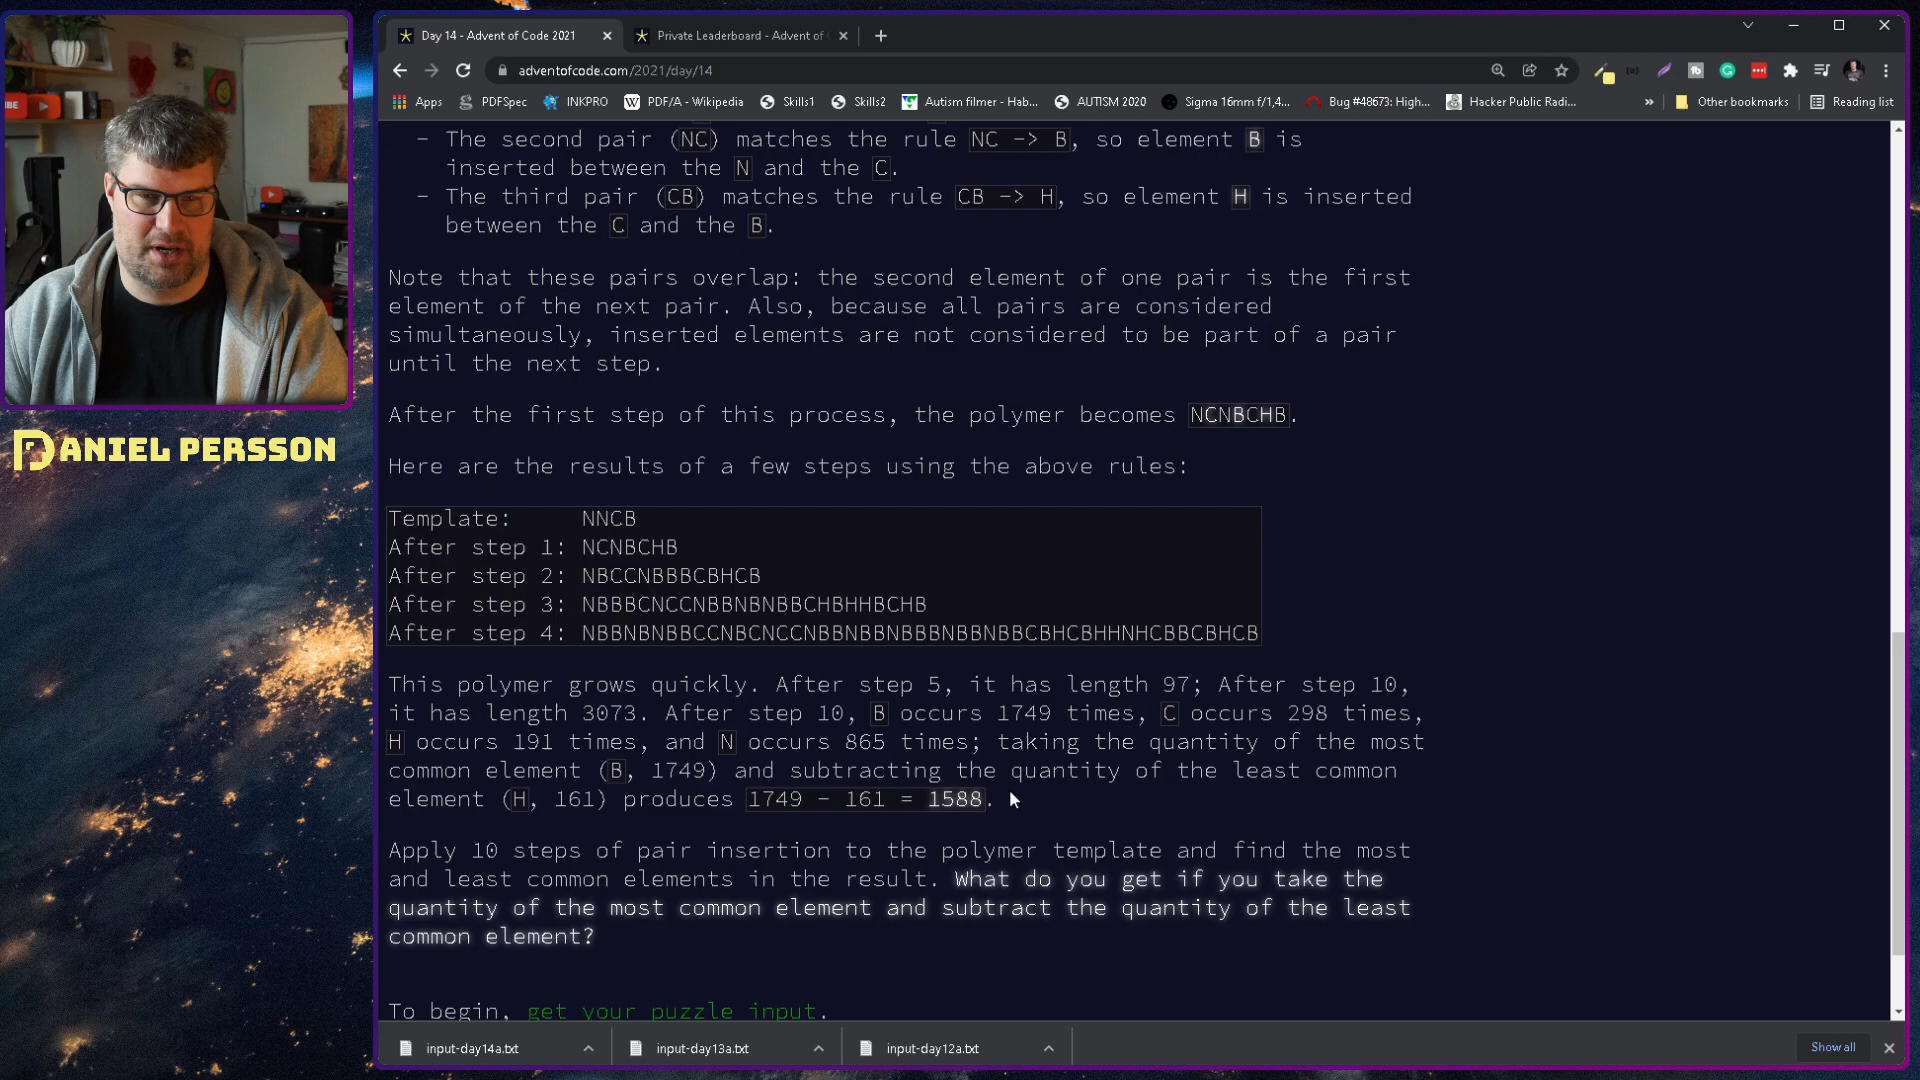 Day 14 - Advent of Code 2021
Private Leaderboard - Advent of
adventofcode.com/2021/day/14
Apps
PDFSpec
INKPRO
PDF/A - Wikipedia
Skills1
Skills2
Autism filmer - Hab...
AUTISM 2020
Sigma 16mm f/1,4...
Bug #48673: High...
Hacker Public Radi...
»
Other bookmarks
Reading list
- The second pair (NC) matches the rule NC -> B, so element B is
inserted between the N and the C.
- The third pair (CB) matches the rule CB -> H, so element H is inserted
between the C and the B.
Note that these pairs overlap: the second element of one pair is the first
element of the next pair. Also, because all pairs are considered
simultaneously, inserted elements are not considered to be part of a pair
until the next step.
After the first step of this process, the polymer becomes NCNBCHB.
Here are the results of a few steps using the above rules:
Template: NNCB
After step 1: NCNBCHB
After step 2: NBCCNBBBCBHCB
After step 3: NBBBCNCCNBBNBNBBCHBHHBCHB
After step 4: NBBNBNBBCCNBCNCCNBBNBBNBBBNBBNBBCBHCBHHNHCBBCBHCB
This polymer grows quickly. After step 5, it has length 97; After step 10,
it has length 3073. After step 10, B occurs 1749 times, C occurs 298 times,
H occurs 191 times, and N occurs 865 times; taking the quantity of the most
common element (B, 1749) and subtracting the quantity of the least common
element (H, 161) produces 1749 - 161 = 1588.
Apply 10 steps of pair insertion to the polymer template and find the most
and least common elements in the result. What do you get if you take the
quantity of the most common element and subtract the quantity of the least
common element?
To begin, get your puzzle input.
DANIEL PERSSON
input-day14a.txt
input-day13a.txt
input-day12a.txt
Show all